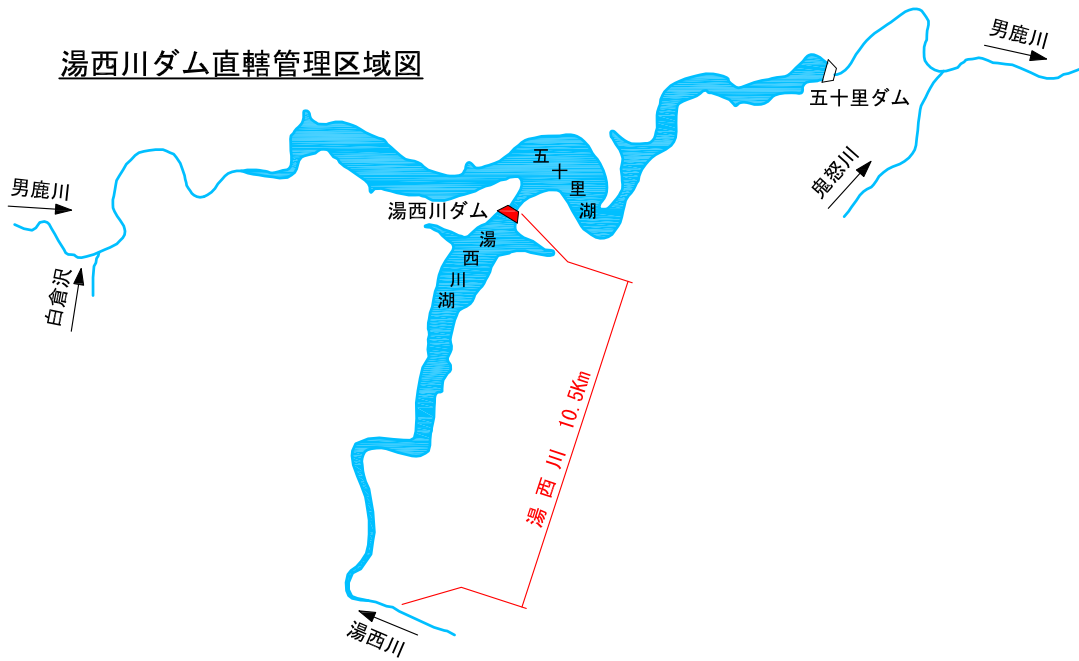 湯西川ダム直轄管理区域図
男鹿川
五十里ダム
鬼怒川
五十里湖
男鹿川
湯西川ダム
湯西川湖
白倉沢
湯西川 10.5Km
湯西川